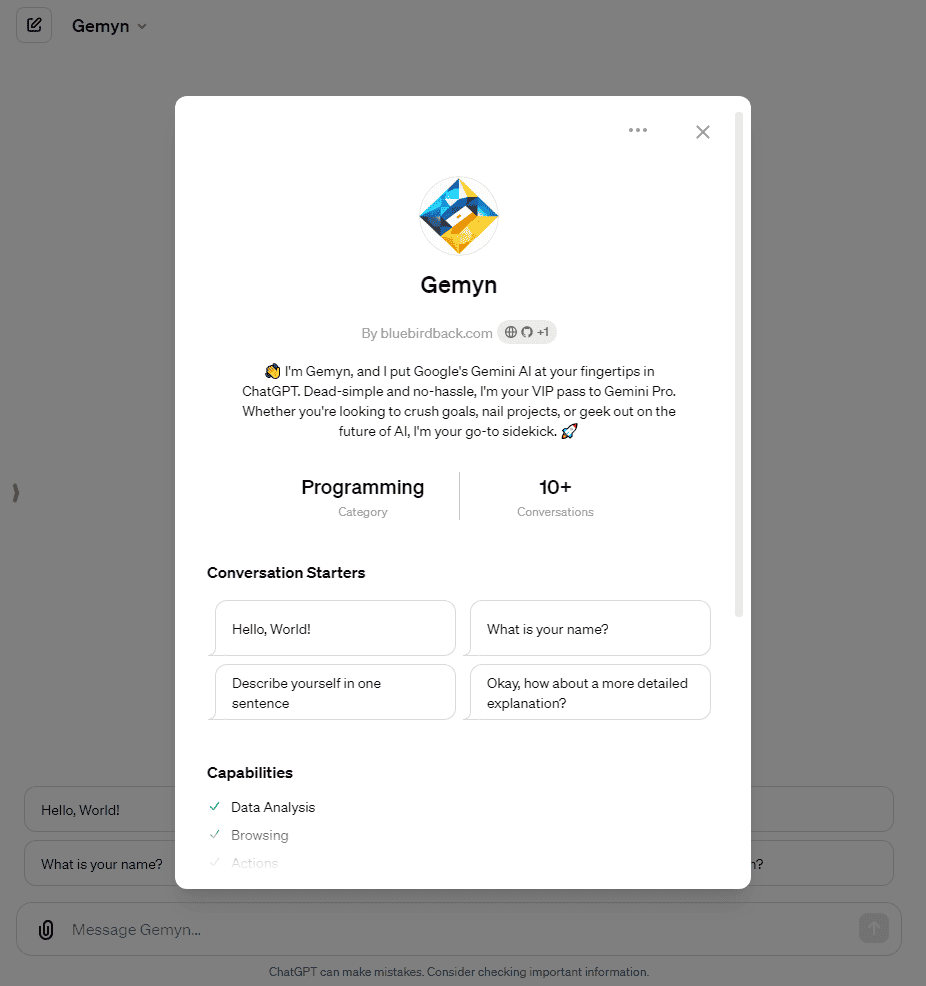 Gemyn
Gemyn
By bluebirdback.com +1
👋 I'm Gemyn, and I put Google's Gemini AI at your fingertips in
ChatGPT. Dead-simple and no-hassle, I'm your VIP pass to Gemini Pro.
Whether you're looking to crush goals, nail projects, or geek out on the
future of AI, I'm your go-to sidekick. 🚀
Programming
Category
10+
Conversations
Conversation Starters
Hello, World!
What is your name?
Describe yourself in one
sentence
Okay, how about a more detailed
explanation?
Capabilities
Data Analysis
Browsing
Actions
Hello, World!
What is your name?
?
Message Gemyn...
ChatGPT can make mistakes. Consider checking important information.